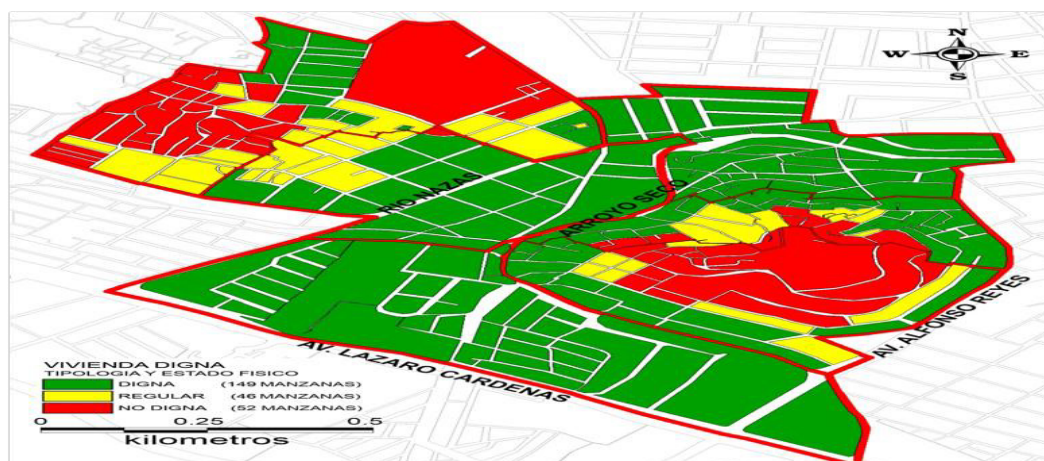 N
W E
S
RIO NAZAS
ARROYO SECO
AV. ALFONSO REYES
AV. LAZARO CARDENAS
VIVIENDA DIGNA
TIPOLOGIA Y ESTADO FISICO
DIGNA (149 MANZANAS)
REGULAR (46 MANZANAS)
NO DIGNA (52 MANZANAS)
0 0.25 0.5
kilometros